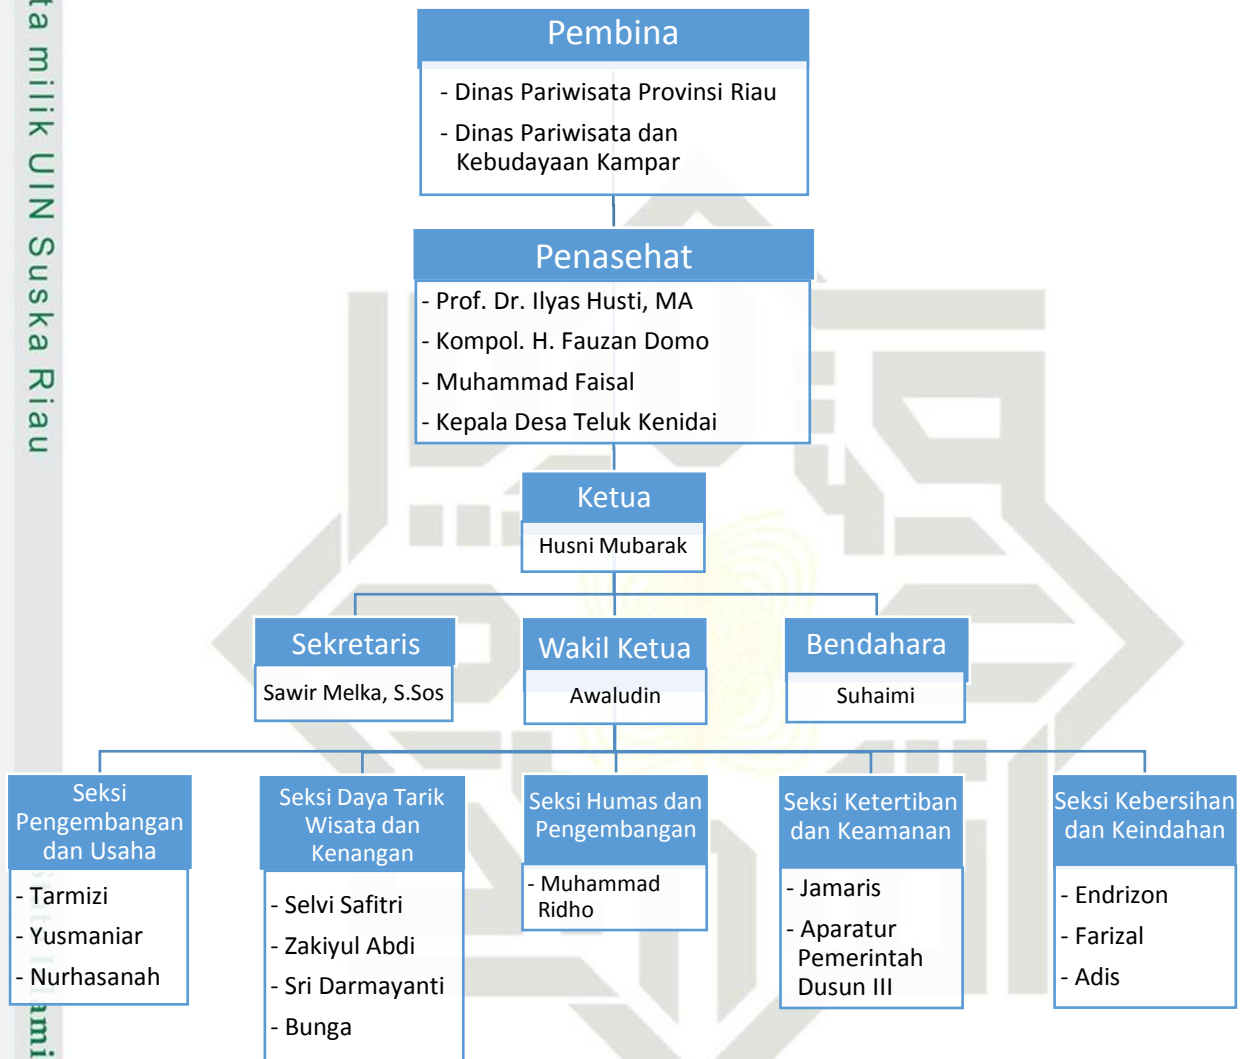 Pembina
- Dinas Pariwisata Provinsi Riau
- Dinas Pariwisata dan
Kebudayaan Kampar
Penasehat
- Prof. Dr. Ilyas Husti, MA
- Kompol. H. Fauzan Domo
- Muhammad Faisal
- Kepala Desa Teluk Kenidai
Ketua
Husni Mubarak
Sekretaris
Sawir Melka, S.Sos
Wakil Ketua
Awaludin
Bendahara
Suhaimi
Seksi
Pengembangan
dan Usaha
- Tarmizi
- Yusmaniar
- Nurhasanah
Seksi Daya Tarik
Wisata dan
Kenangan
- Selvi Safitri
- Zakiyul Abdi
- Sri Darmayanti
- Bunga
Seksi Humas dan
Pengembangan
- Muhammad
Ridho
Seksi Ketertiban
dan Keamanan
- Jamaris
- Aparatur
Pemerintah
Dusun III
Seksi Kebersihan
dan Keindahan
- Endrizon
- Farizal
- Adis
milik UIN Suska Riau